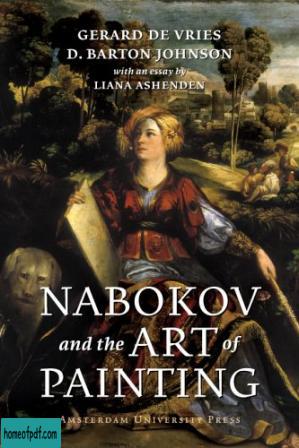 GERARD DE VRIES
D. BARTON JOHNSON
with an essay by
LIANA ASHENDEN
NABOKOV
and the ART of
PAINTING
AMSTERDAM UNIVERSITY PRESS
homeofpdf.com